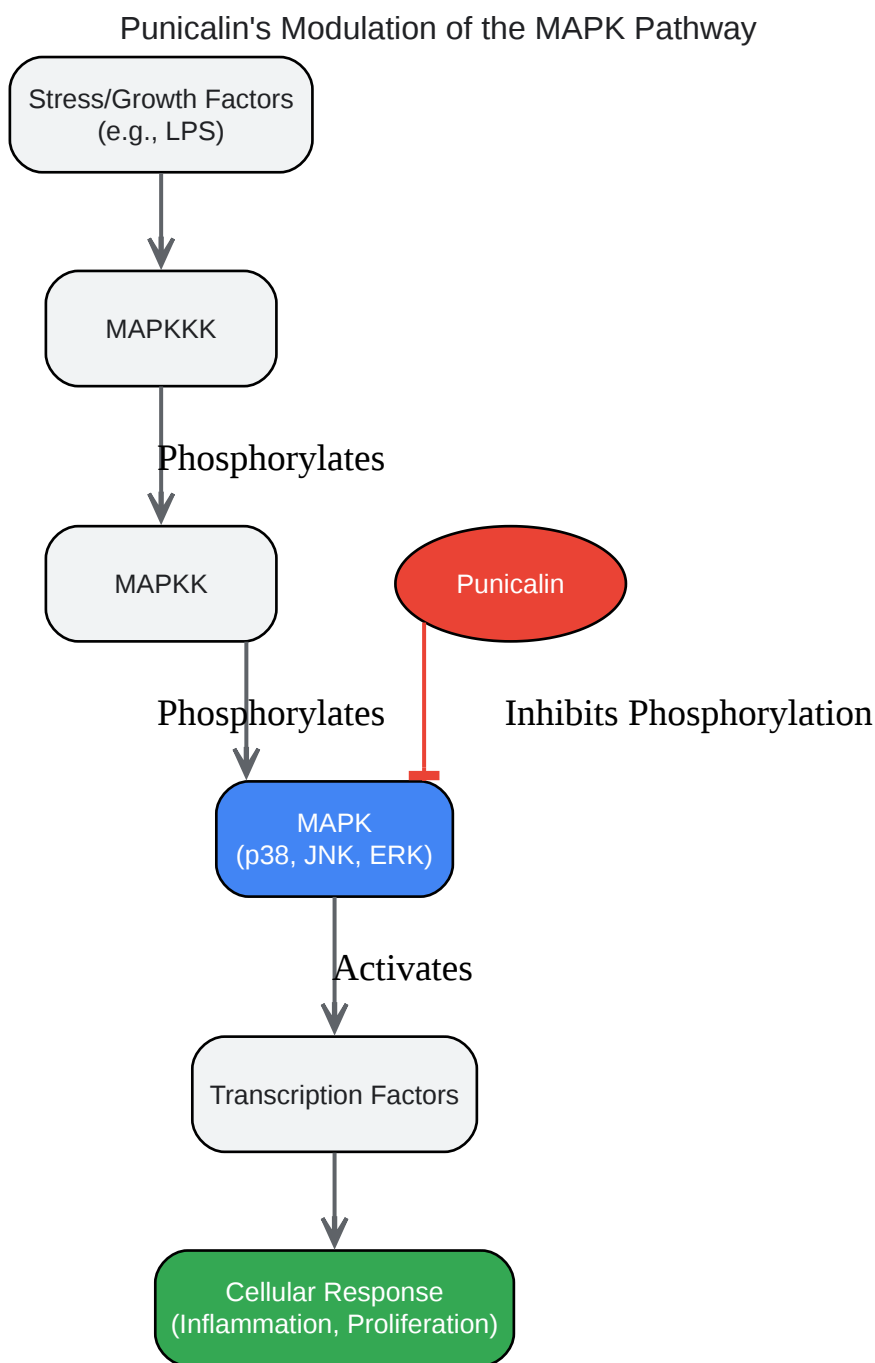 Punicalin's Modulation of the MAPK Pathway
Stress/Growth Factors
(e.g., LPS)
MAPKKK
Phosphorylates
MAPKK
Punicalin
Phosphorylates
Inhibits Phosphorylation
MAPK
(p38, JNK, ERK)
Activates
Transcription Factors
Cellular Response
(Inflammation, Proliferation)